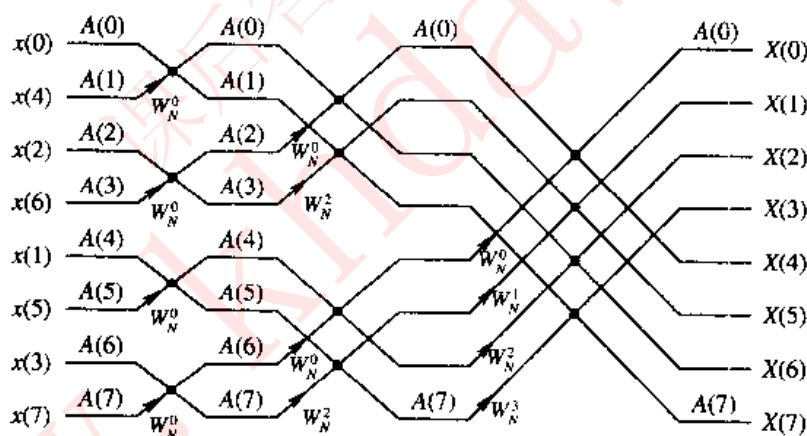 x(0) A(0) A(0) A(0) A(0) X(0)
x(4) A(1) W_N^0 A(1) X(1)
x(2) A(2) A(2) W_N^0 X(2)
x(6) A(3) W_N^0 A(3) W_N^2 X(3)
x(1) A(4) A(4) W_N^0 X(4)
x(5) A(5) W_N^0 A(5) W_N^1 X(5)
x(3) A(6) A(6) W_N^0 W_N^2 X(6)
x(7) A(7) W_N^0 A(7) W_N^2 A(7) W_N^3 A(7) X(7)